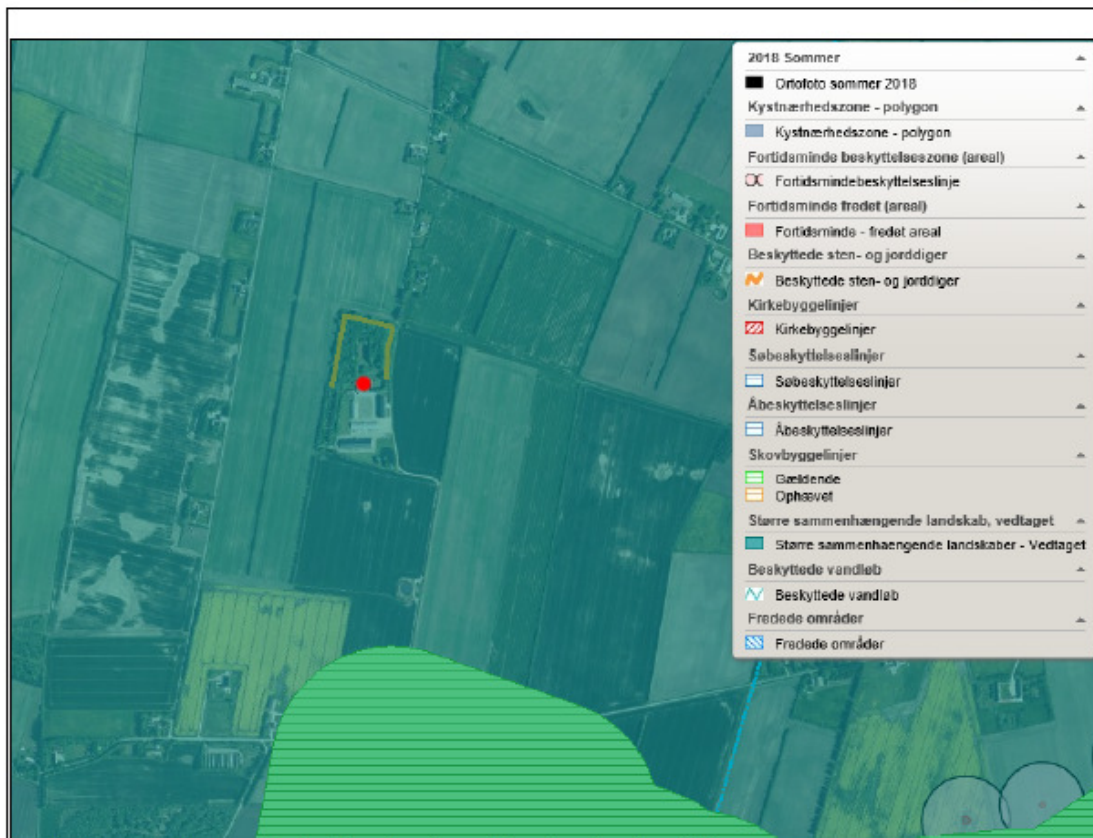 2018 Sommer
Ortofoto sommer 2018
Kystnærhedszone - polygon
Kystnærhedszone - polygon
Fortidsminde beskyttelseszone (areal)
Fortidsmindebeskyttelseslinje
Fortidsminde fredet (areal)
Fortidsminde - fredet areal
Beskyttede sten- og jorddiger
Beskyttede sten- og jorddiger
Kirkebyggelinjer
Kirkebyggelinjer
Søbeskyttelseslinjer
Søbeskyttelseslinjer
Åbeskyttelseslinjer
Åbeskyttelseslinjer
Skovbyggelinjer
Gældende
Ophævet
Større sammenhængende landskab, vedtaget
Større sammenhaengende landskaber - Vedtaget
Beskyttede vandløb
Beskyttede vandløb
Fredede områder
Fredede områder